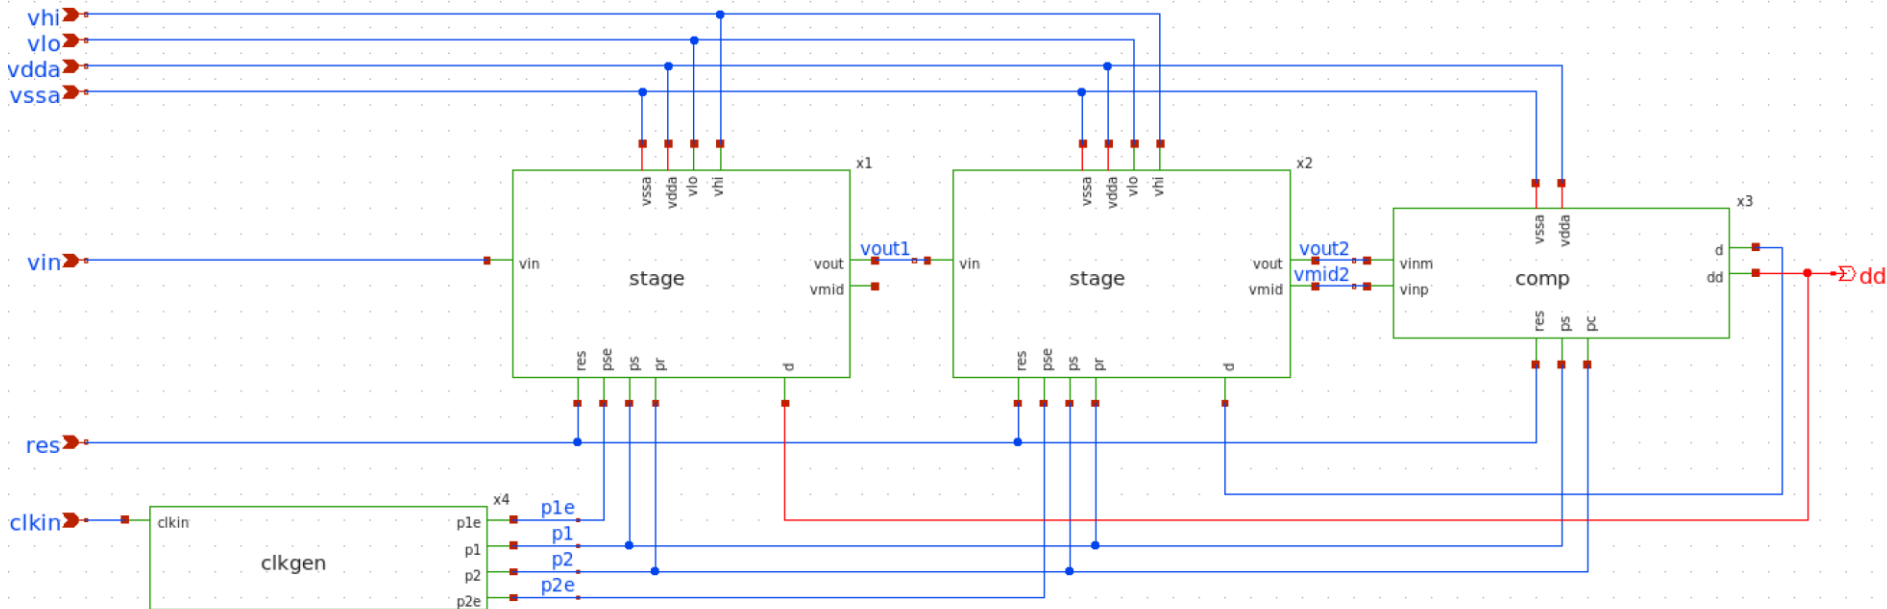 vhi
vlo
vdda
vssa
x1
x2
x3
vssa vdda vlo vhi
vssa vdda vlo vhi
vssa vdda
vin
vin
stage
vout
vmid
vout1
vin
stage
vout
vmid
vout2
vmid2
vinm
vinp
comp
d
dd
dd
res ps pc
res pse ps pr d
res pse ps pr d
res
x4
clkin
clkin
clkgen
p1e
p1
p2
p2e
p1e
p1
p2
p2e